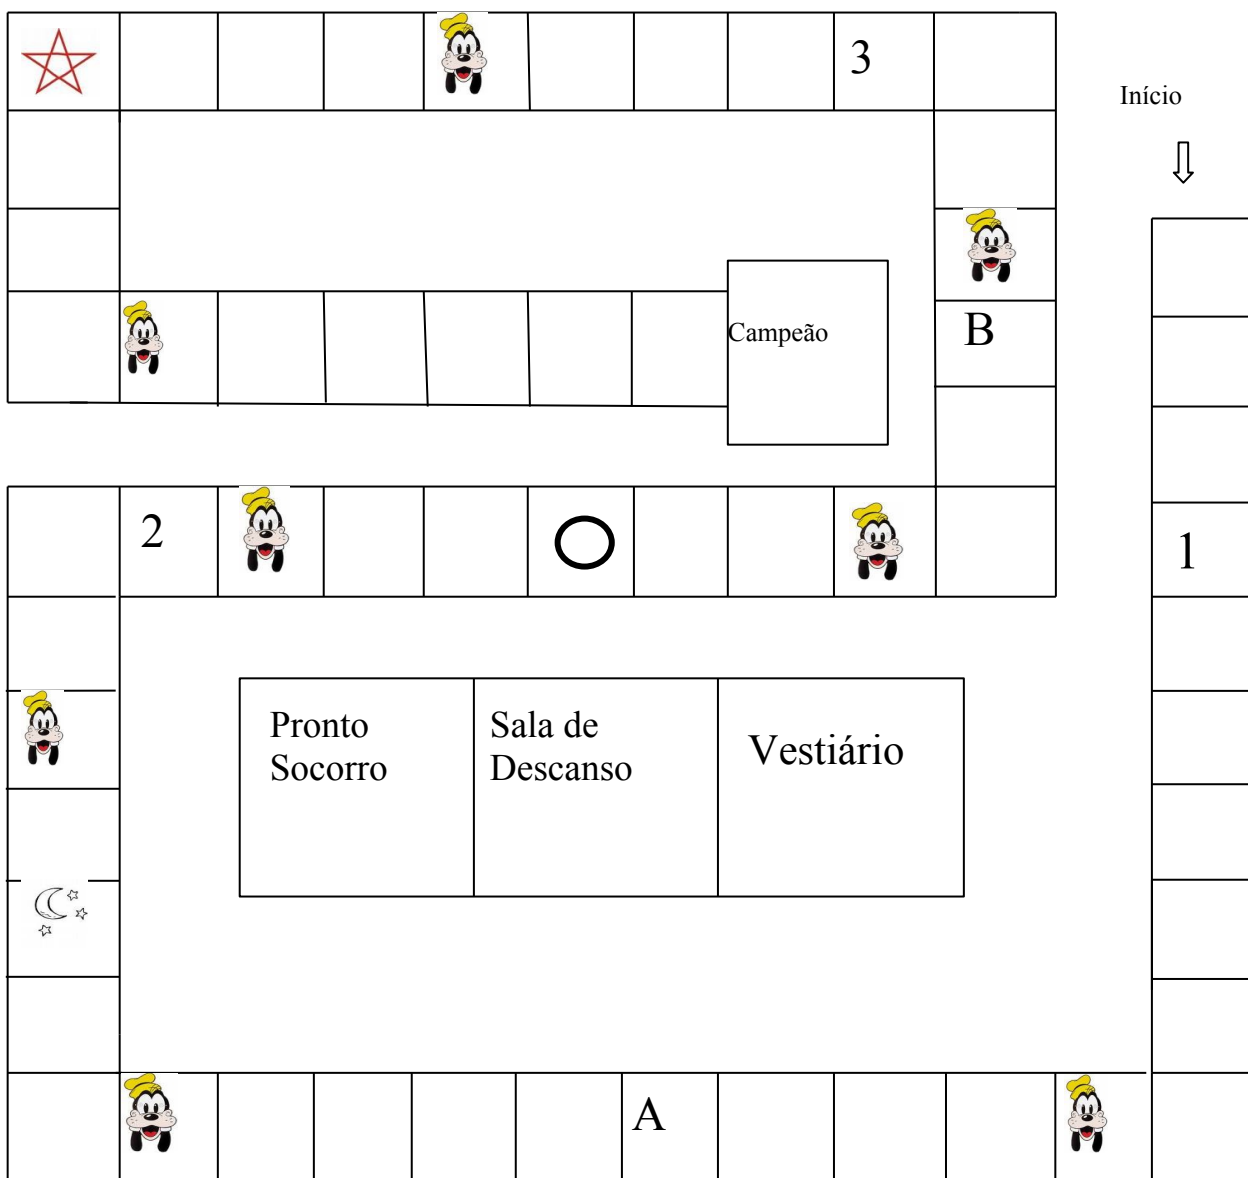 3
Início
Campeão
B
2
1
Pronto
Socorro
Sala de
Descanso
Vestiário
A